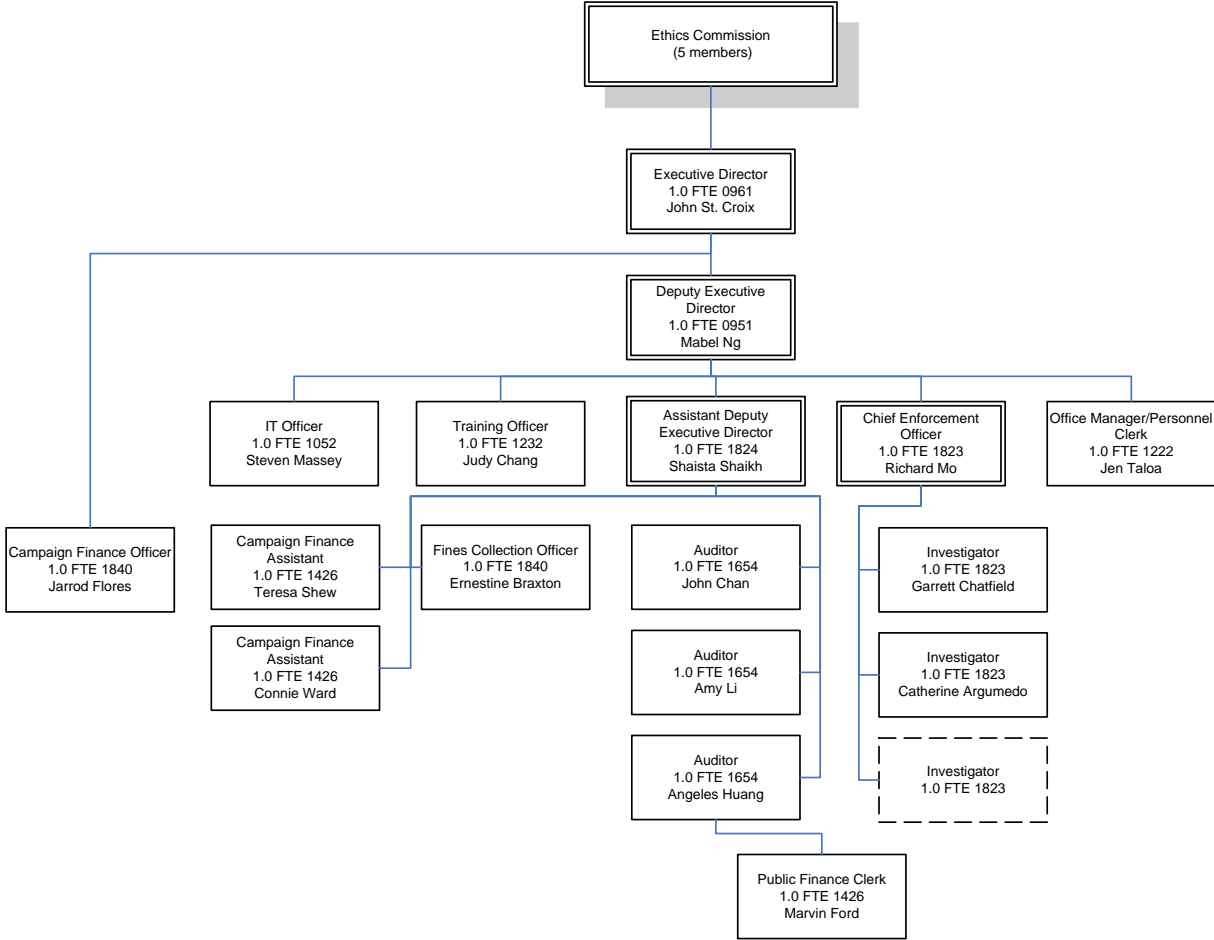 Ethics Commission
(5 members)
Executive Director
1.0 FTE 0961
John St. Croix
Deputy Executive
Director
1.0 FTE 0951
Mabel Ng
IT Officer
1.0 FTE 1052
Steven Massey
Training Officer
1.0 FTE 1232
Judy Chang
Assistant Deputy
Executive Director
1.0 FTE 1824
Shaista Shaikh
Chief Enforcement
Officer
1.0 FTE 1823
Richard Mo
Office Manager/Personnel
Clerk
1.0 FTE 1222
Jen Taloa
Campaign Finance Officer
1.0 FTE 1840
Jarrod Flores
Campaign Finance
Assistant
1.0 FTE 1426
Teresa Shew
Fines Collection Officer
1.0 FTE 1840
Ernestine Braxton
Auditor
1.0 FTE 1654
John Chan
Investigator
1.0 FTE 1823
Garrett Chatfield
Campaign Finance
Assistant
1.0 FTE 1426
Connie Ward
Auditor
1.0 FTE 1654
Amy Li
Investigator
1.0 FTE 1823
Catherine Argumedo
Auditor
1.0 FTE 1654
Angeles Huang
Investigator
1.0 FTE 1823
Public Finance Clerk
1.0 FTE 1426
Marvin Ford